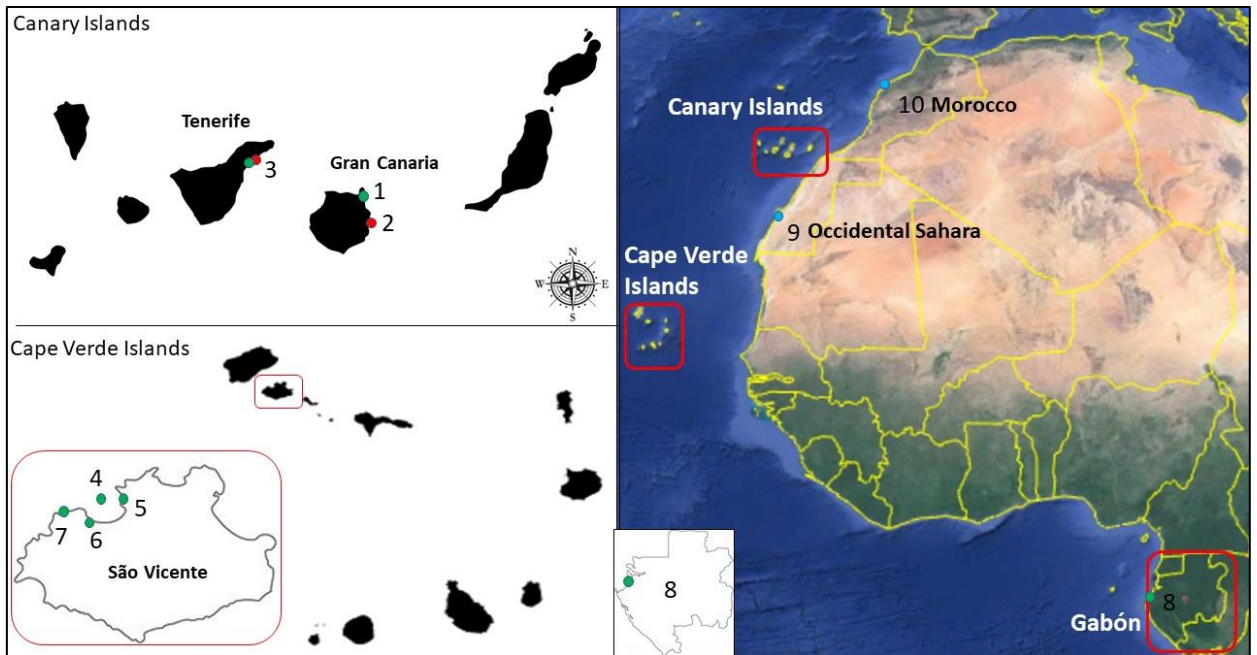 Canary Islands
Tenerife
3
Gran Canaria
1
2
N
W E
S
Cape Verde Islands
4
5
7
6
São Vicente
8
10 Morocco
Canary Islands
9 Occidental Sahara
Cape Verde
Islands
8
Gabón